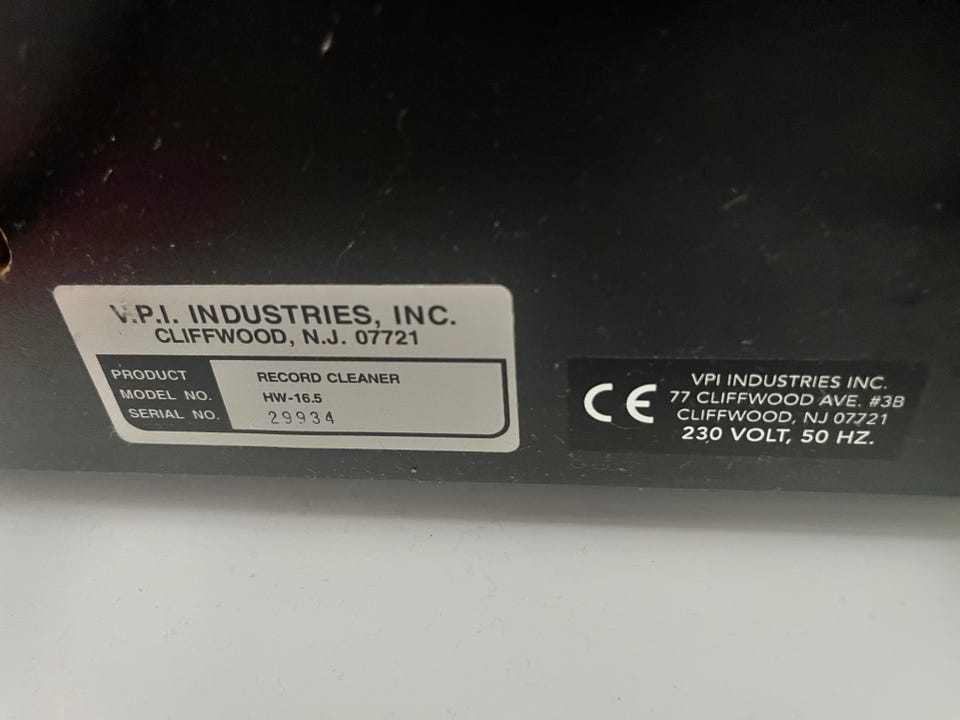 V.P.I. INDUSTRIES, INC.
CLIFFWOOD, N.J. 07721
PRODUCT RECORD CLEANER
MODEL NO. HW-16.5
SERIAL NO. 29934
CE
VPI INDUSTRIES INC.
77 CLIFFWOOD AVE. #3B
CLIFFWOOD, NJ 07721
230 VOLT, 50 HZ.